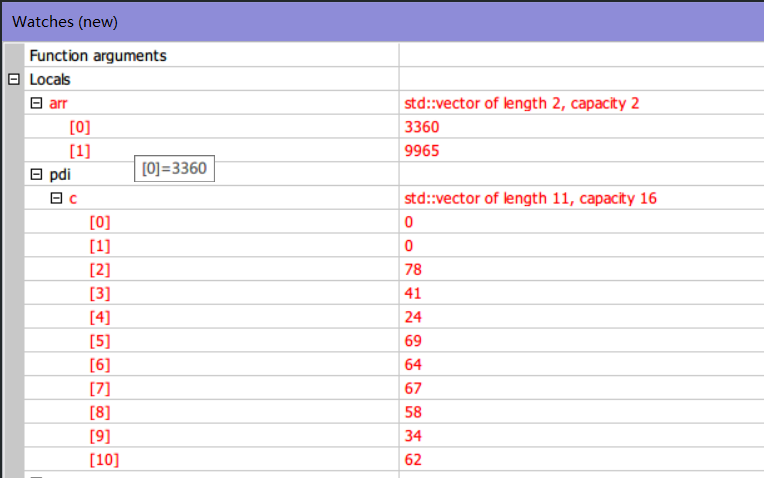 Watches (new)
Function arguments
Locals
arr std::vector of length 2, capacity 2
[0] 3360
[1] 9965
[0]=3360
pdi
c std::vector of length 11, capacity 16
[0] 0
[1] 0
[2] 78
[3] 41
[4] 24
[5] 69
[6] 64
[7] 67
[8] 58
[9] 34
[10] 62